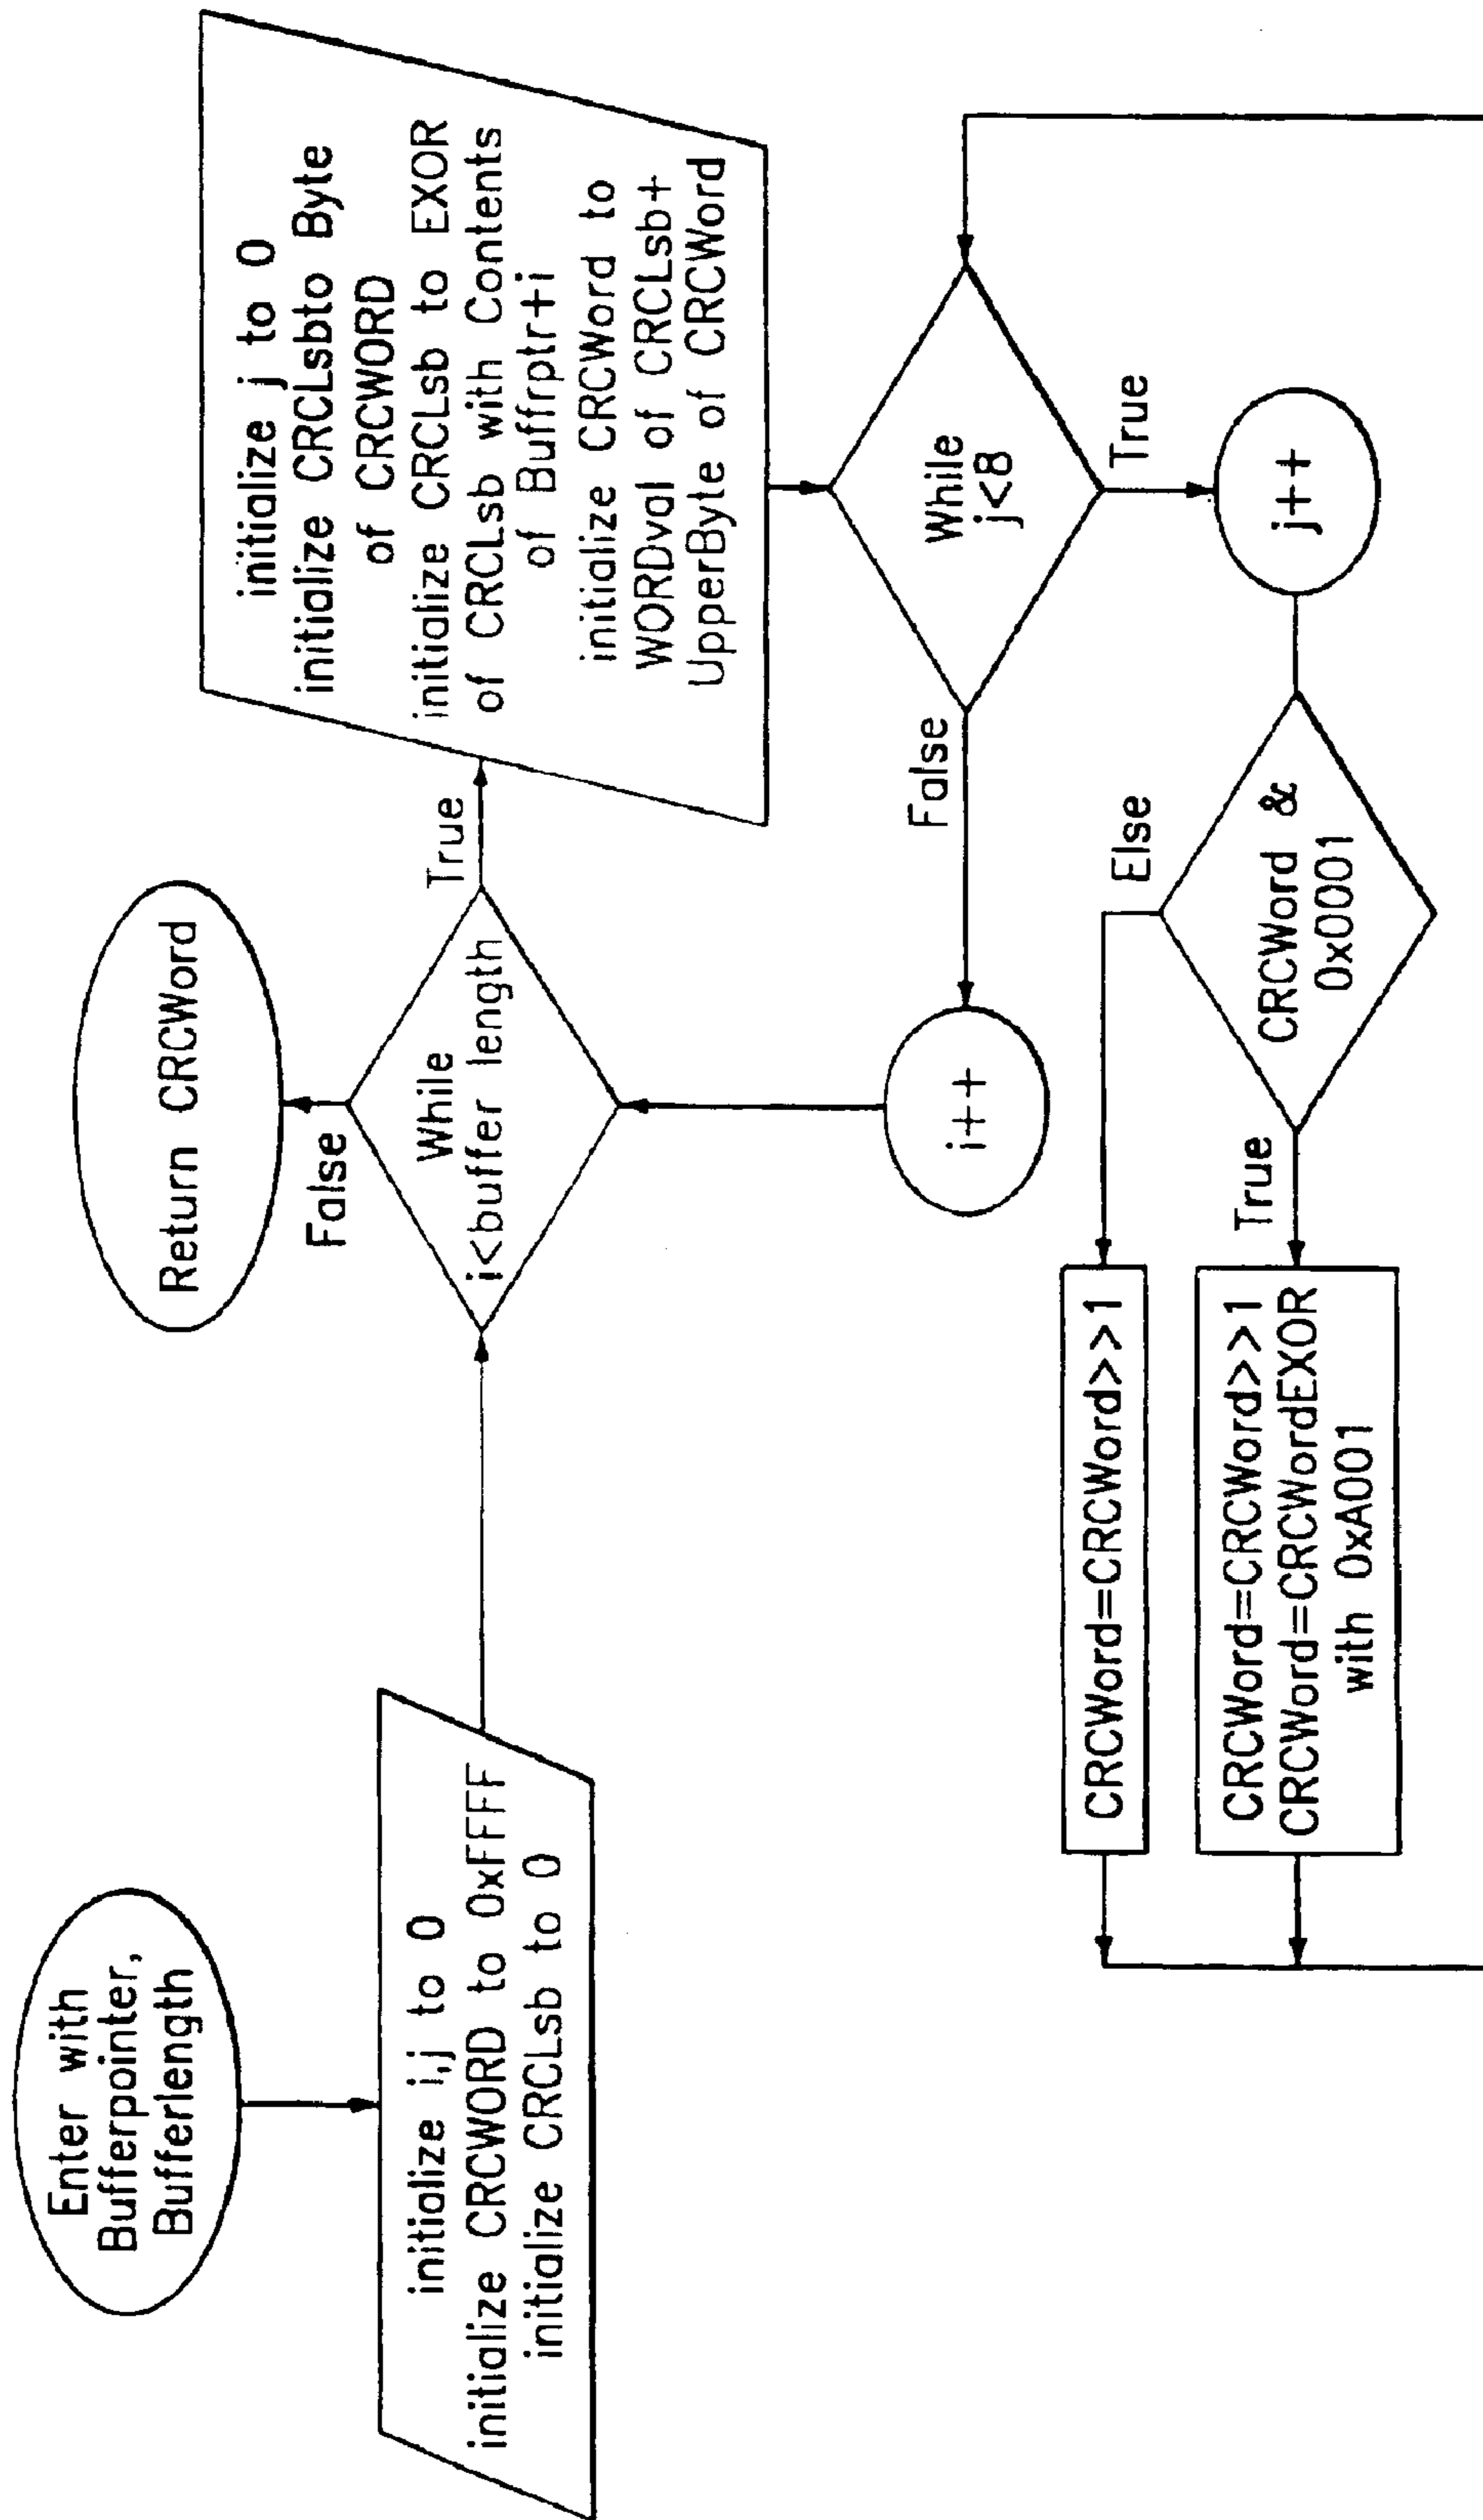 Enter with
Bufferpointer,
Bufferlength
initialize i,j to 0
initialize CRCWORD to 0xFFFF
initialize CRCLsb to 0
Return CRCWord
False
While
i<buffer length
True
initialize j to 0
initialize CRCLsbto Byte
of CRCWORD
initialize CRCLsb to EXOR
of CRCLsb with Contents
of Buffrptr+i
initialize CRCWord to
WORDval of CRCLsb+
UpperByte of CRCWord
While
j<8
False
True
i++
j++
Else
CRCWord &
0x0001
True
CRCWord=CRCWord>>1
CRCWord=CRCWord>>1
CRCWord=CRCWordEXOR
with 0xA001